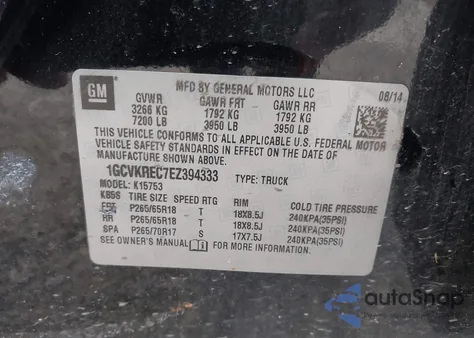 GM
MFD BY GENERAL MOTORS LLC
GVWR GAWR FRT GAWR RR 08/14
3266 KG 1792 KG 1792 KG
7200 LB 3950 LB 3950 LB
THIS VEHICLE CONFORMS TO ALL APPLICABLE U.S. FEDERAL MOTOR
VEHICLE SAFETY STANDARDS IN EFFECT ON THE DATE OF
MANUFACTURE SHOWN ABOVE.
1GCVKREC7EZ394333 TYPE: TRUCK
MODEL: K15753
TIRE SIZE SPEED RTG RIM COLD TIRE PRESSURE
P265/65R18 T 18X8.5J 240KPA(35PSI)
RR P265/65R18 T 18X8.5J 240KPA(35PSI)
SPA P265/70R17 S 17X7.5J 240KPA(35PSI)
SEE OWNER'S MANUAL FOR ADDITIONAL INFORMATION
autoSnap